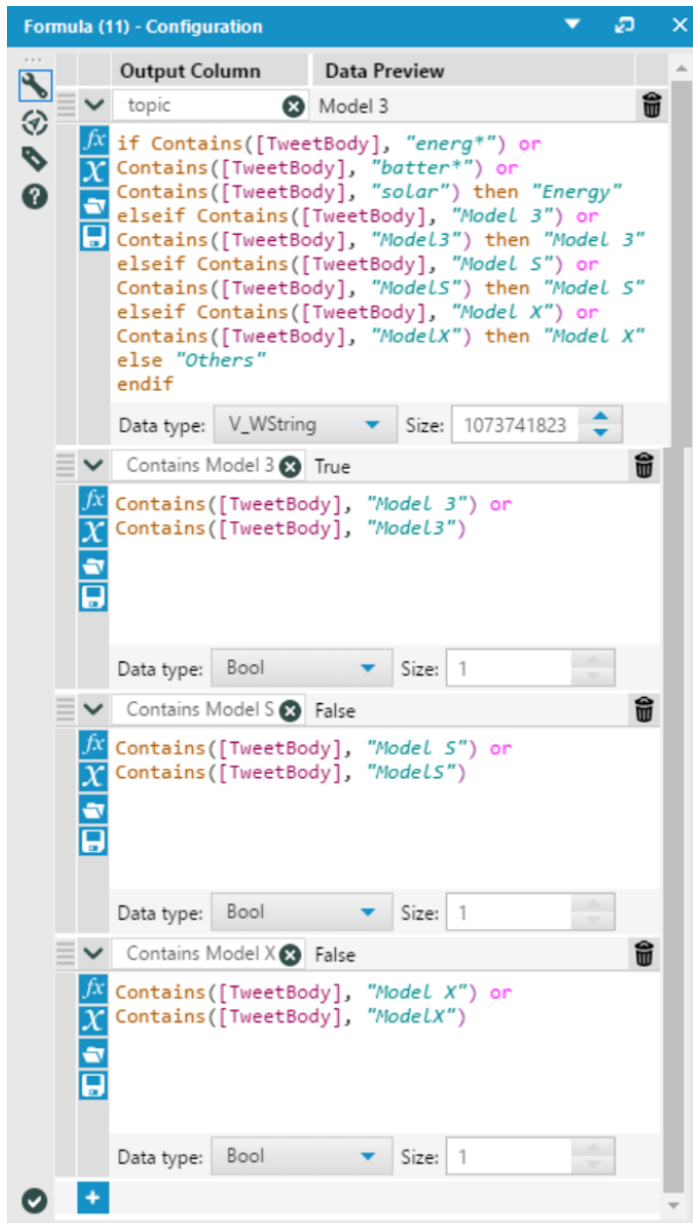 Formula (11) - Configuration
Output Column Data Preview
topic Model 3
if Contains([TweetBody], "energ*") or
Contains([TweetBody], "batter*") or
Contains([TweetBody], "solar") then "Energy"
elseif Contains([TweetBody], "Model 3") or
Contains([TweetBody], "Model3") then "Model 3"
elseif Contains([TweetBody], "Model S") or
Contains([TweetBody], "ModelS") then "Model S"
elseif Contains([TweetBody], "Model X") or
Contains([TweetBody], "ModelX") then "Model X"
else "Others"
endif
Data type: V_WString Size: 1073741823
Contains Model 3 True
Contains([TweetBody], "Model 3") or
Contains([TweetBody], "Model3")
Data type: Bool Size: 1
Contains Model S False
Contains([TweetBody], "Model S") or
Contains([TweetBody], "ModelS")
Data type: Bool Size: 1
Contains Model X False
Contains([TweetBody], "Model X") or
Contains([TweetBody], "ModelX")
Data type: Bool Size: 1